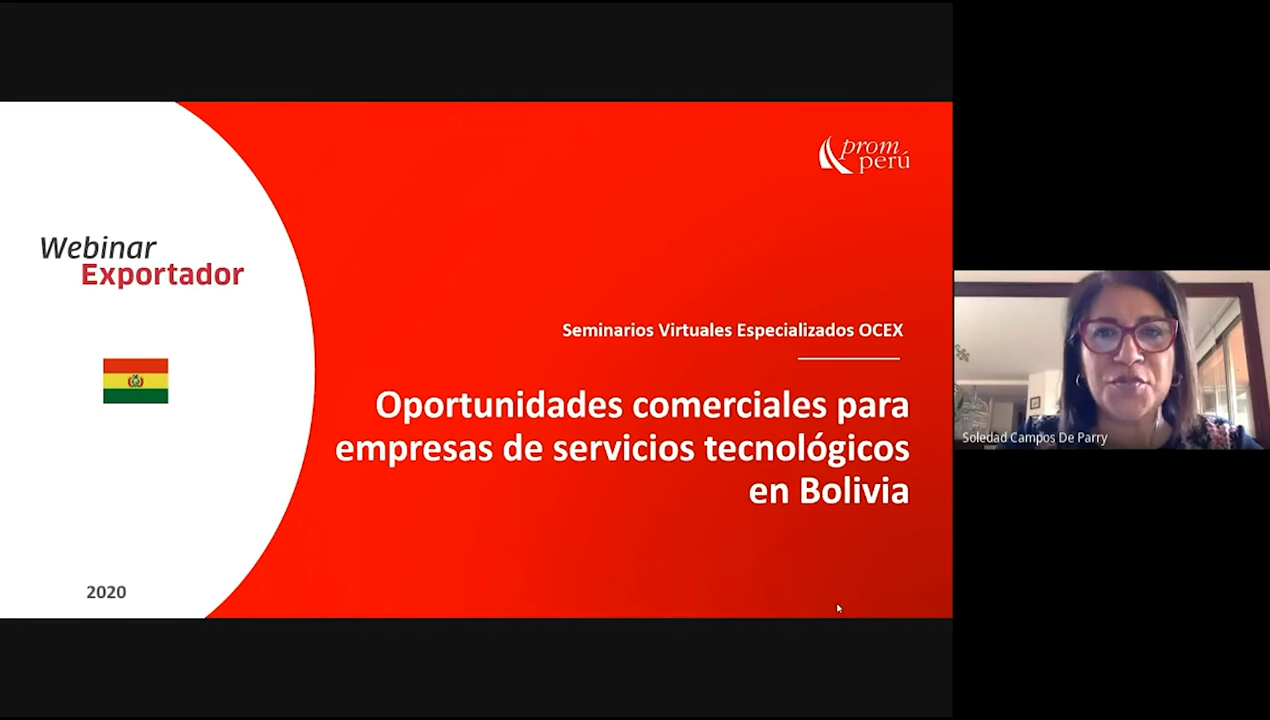 prom
perú
Webinar
Exportador
Seminarios Virtuales Especializados OCEX
Oportunidades comerciales para
empresas de servicios tecnológicos
en Bolivia
2020
Soledad Campos De Parry